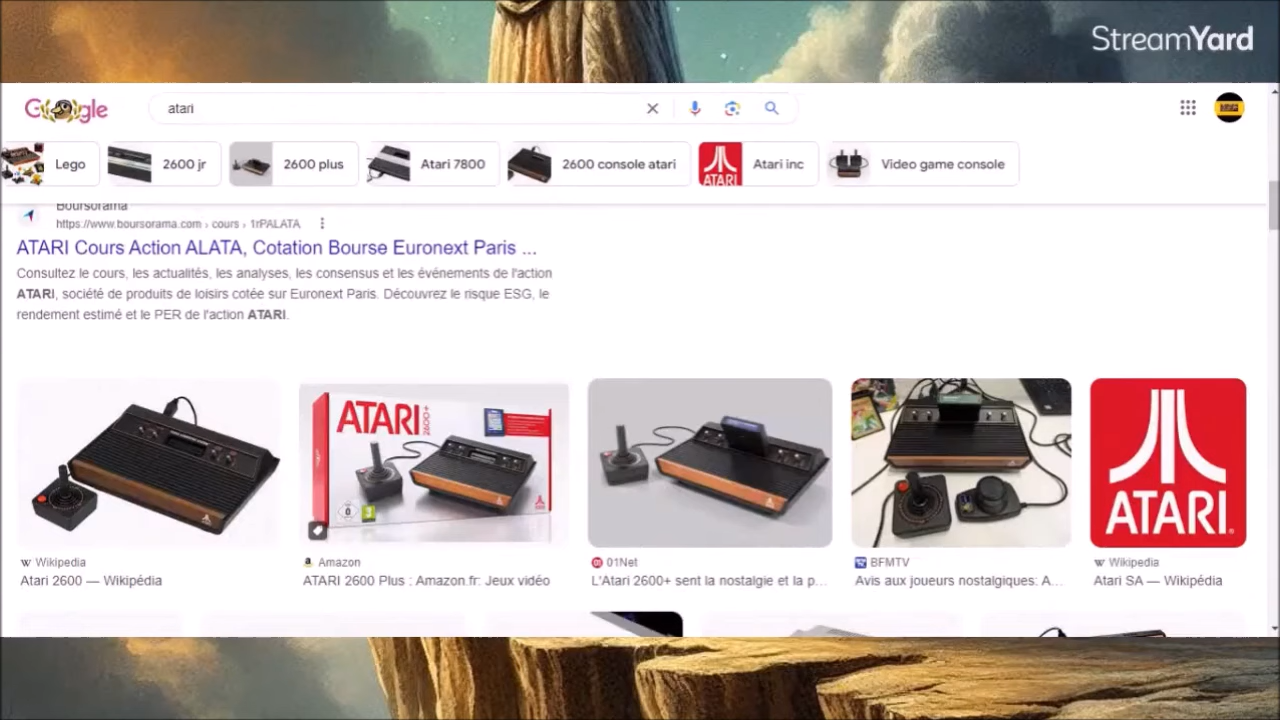 StreamYard
Google
atari
Lego
2600 jr
2600 plus
Atari 7800
2600 console atari
ATARI
Atari inc
Video game console
Boursorama
https://www.boursorama.com › cours › 1rPALATA
ATARI Cours Action ALATA, Cotation Bourse Euronext Paris ...
Consultez le cours, les actualités, les analyses, les consensus et les événements de l'action
ATARI, société de produits de loisirs cotée sur Euronext Paris. Découvrez le risque ESG, le
rendement estimé et le PER de l'action ATARI.
ATARI 2600+
ATARI
W Wikipedia
Atari 2600 — Wikipédia
a Amazon
ATARI 2600 Plus : Amazon.fr: Jeux vidéo
01Net
L'Atari 2600+ sent la nostalgie et la p...
BFMTV
Avis aux joueurs nostalgiques: A...
W Wikipedia
Atari SA — Wikipédia